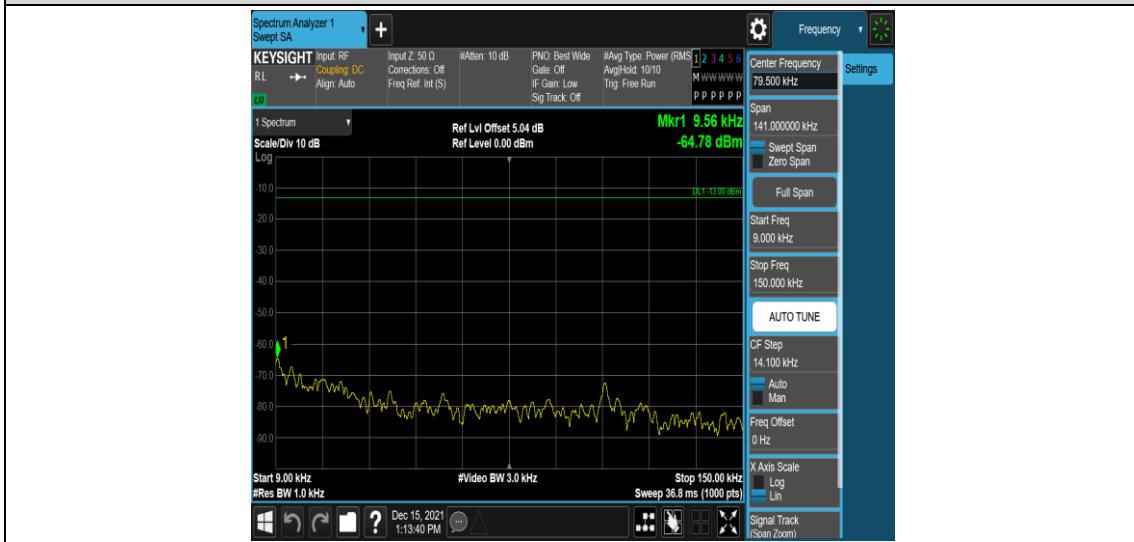 Spectrum Analyzer 1
Swept SA
+
Frequency
KEYSIGHT
RL
LXI
Input: RF
Coupling: DC
Align: Auto
Input Z: 50 Ω
Corrections: Off
Freq Ref: Int (S)
#Atten: 10 dB
PNO: Best Wide
Gate: Off
IF Gain: Low
Sig Track: Off
#Avg Type: Power (RMS
Avg|Hold: 10/10
Trig: Free Run
1 2 3 4 5 6
M W W W W W
P P P P P P
1 Spectrum
Scale/Div 10 dB
Log
Ref Lvl Offset 5.04 dB
Ref Level 0.00 dBm
Mkr1 9.56 kHz
-64.78 dBm
DL1 -13.00 dBm
-10.0
-20.0
-30.0
-40.0
-50.0
-60.0
1
-70.0
-80.0
-90.0
Start 9.00 kHz
#Res BW 1.0 kHz
#Video BW 3.0 kHz
Stop 150.00 kHz
Sweep 36.8 ms (1000 pts)
?
Dec 15, 2021
1:13:40 PM
Center Frequency
79.500 kHz
Settings
Span
141.000000 kHz
Swept Span
Zero Span
Full Span
Start Freq
9.000 kHz
Stop Freq
150.000 kHz
AUTO TUNE
CF Step
14.100 kHz
Auto
Man
Freq Offset
0 Hz
X Axis Scale
Log
Lin
Signal Track
(Span Zoom)